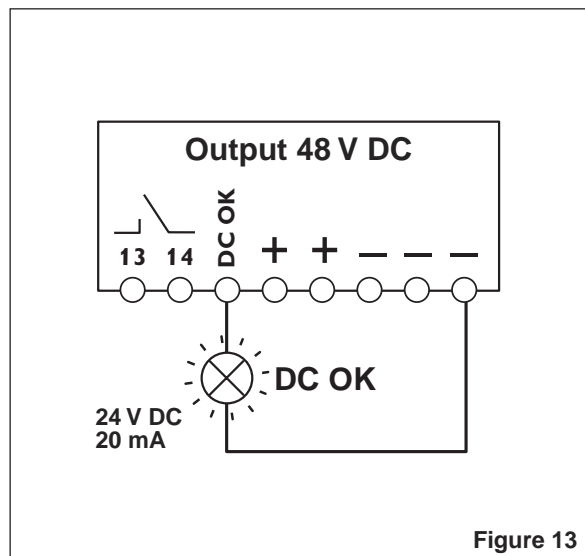 Output 48 V DC
DC OK
13 14 + + – – –
DC OK
24 V DC
20 mA
Figure 13